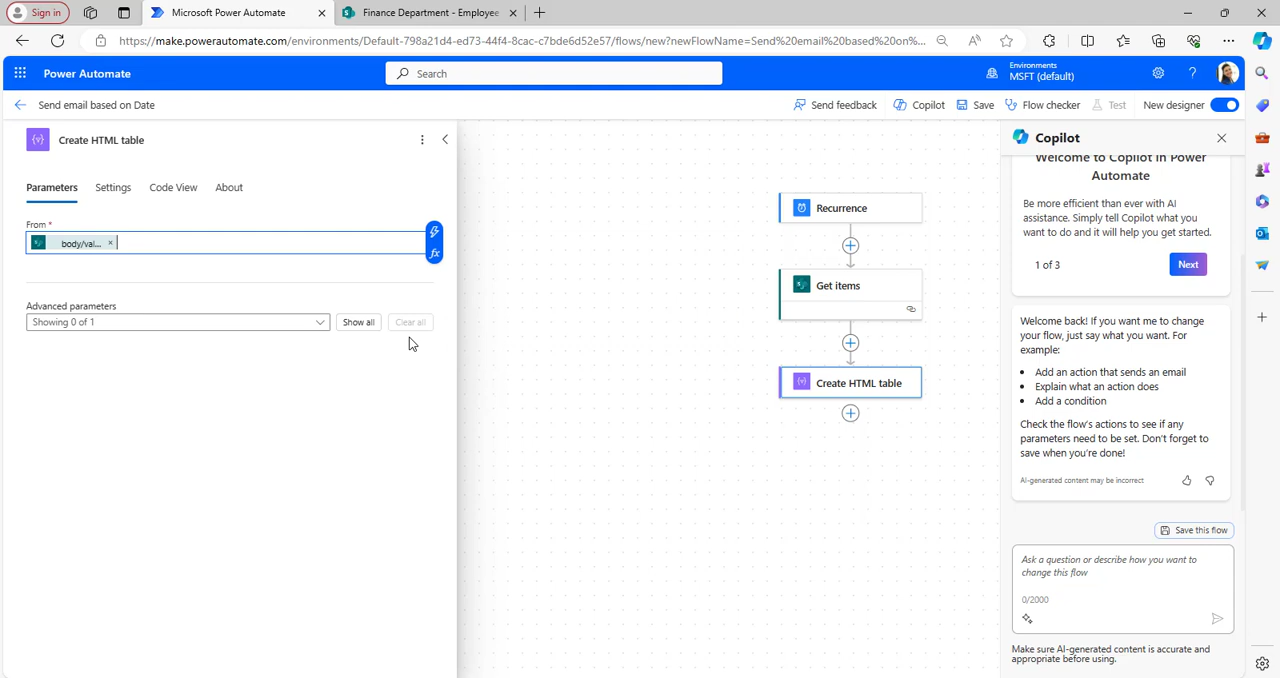 Sign in
Microsoft Power Automate
Finance Department - Employee
https://make.powerautomate.com/environments/Default-798a21d4-ed73-44f4-8cac-c7bde6d52e57/flows/new?newFlowName=Send%20email%20based%20on%...
Power Automate
Search
Environments
MSFT (default)
Send email based on Date
Send feedback
Copilot
Save
Flow checker
Test
New designer
Create HTML table
Parameters
Settings
Code View
About
From *
body/val... ×
fx
Advanced parameters
Showing 0 of 1
Show all
Clear all
Recurrence
Get items
Create HTML table
Copilot
Welcome to Copilot in Power
Automate
Be more efficient than ever with AI
assistance. Simply tell Copilot what you
want to do and it will help you get started.
1 of 3
Next
Welcome back! If you want me to change
your flow, just say what you want. For
example:
• Add an action that sends an email
• Explain what an action does
• Add a condition
Check the flow's actions to see if any
parameters need to be set. Don't forget to
save when you're done!
AI-generated content may be incorrect
Save this flow
Ask a question or describe how you want to
change this flow
0/2000
Make sure AI-generated content is accurate and
appropriate before using.